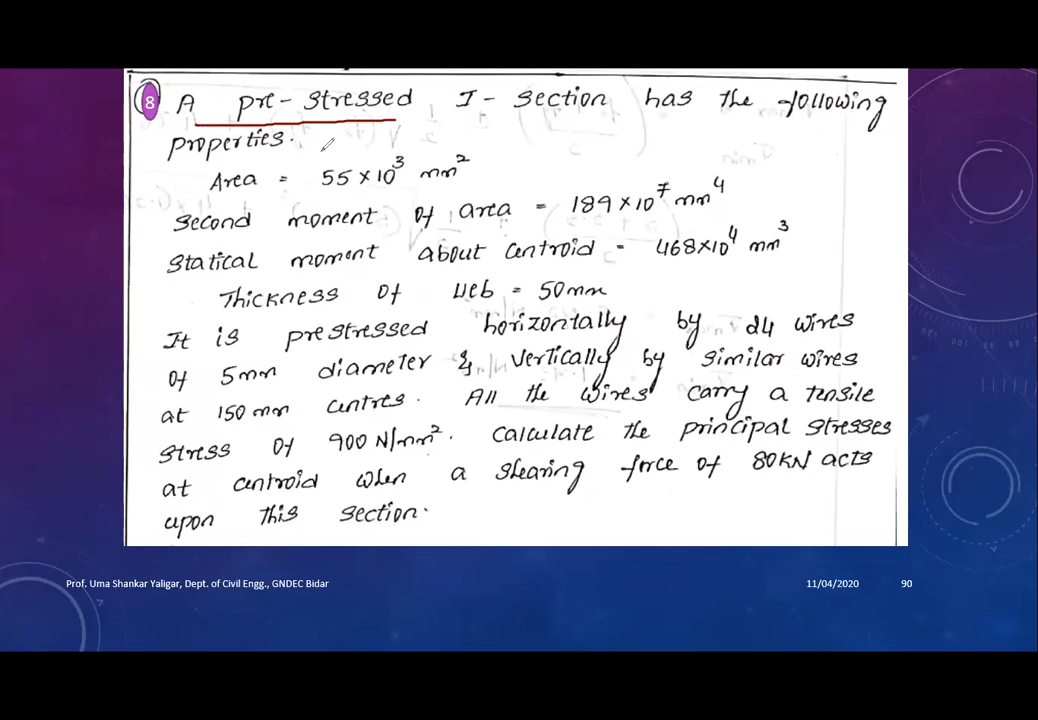 8 A pre-stressed I-section has the following
properties.
Area = 55×10³ mm²
Second moment of area = 189×10⁷ mm⁴
Statical moment about centroid = 468×10⁴ mm³
Thickness of web = 50mm
It is prestressed horizontally by 24 wires
of 5mm diameter & vertically by similar wires
at 150mm centres. All the wires carry a tensile
stress of 900 N/mm². Calculate the principal stresses
at centroid when a shearing force of 80KN acts
upon this section.
Prof. Uma Shankar Yaligar, Dept. of Civil Engg., GNDEC Bidar 11/04/2020 90